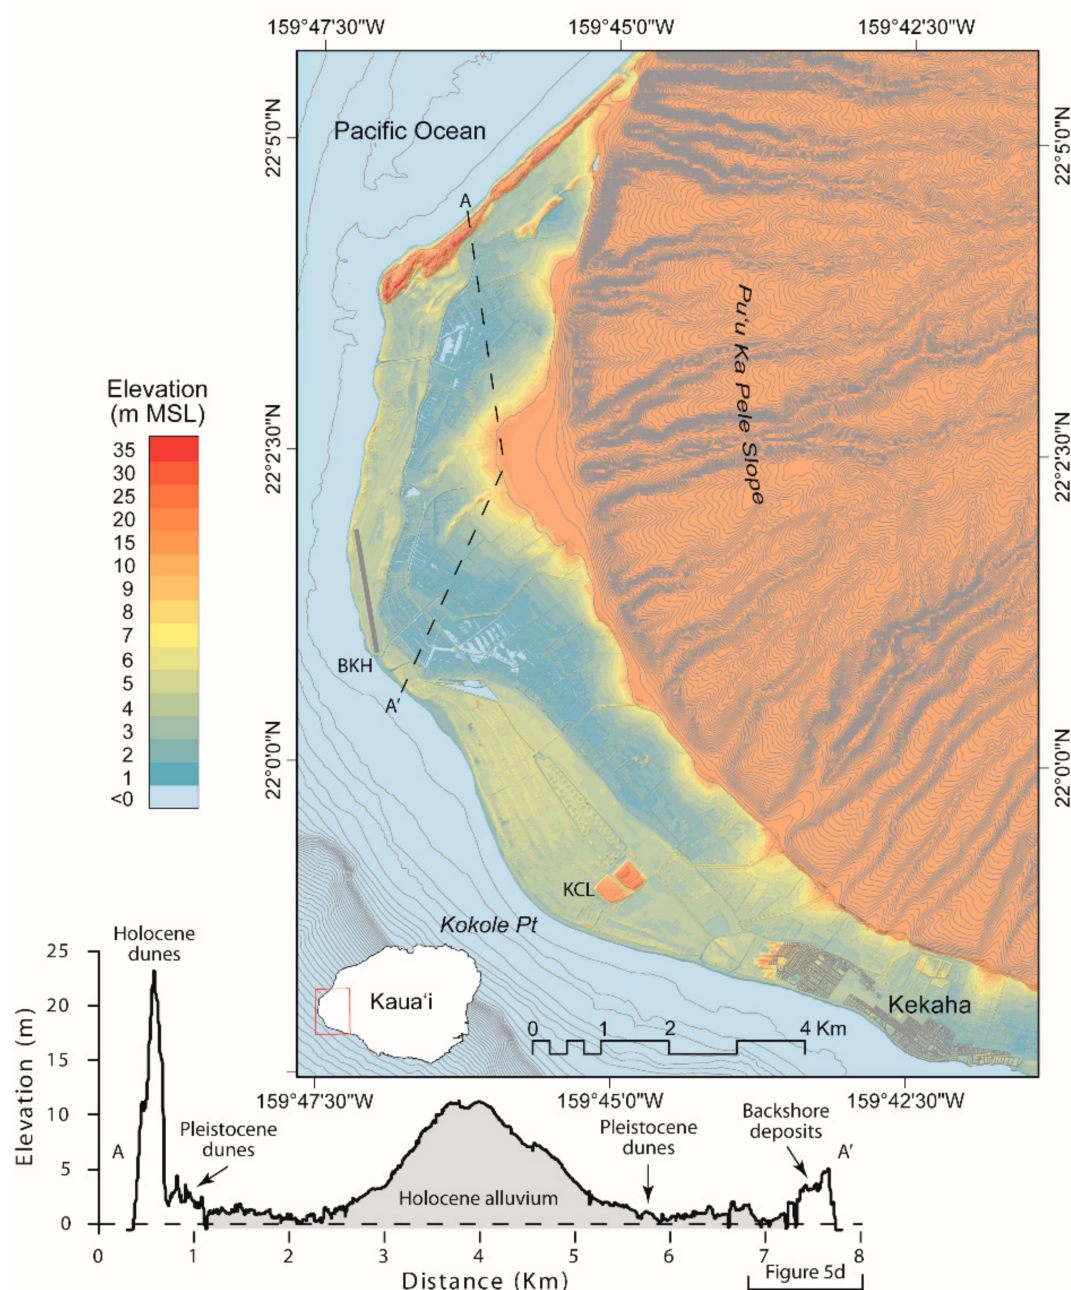 159°47'30"W
159°45'0"W
159°42'30"W
22°5'0"N
22°5'0"N
Pacific Ocean
A
Pu'u Ka Pele Slope
22°2'30"N
22°2'30"N
Elevation
(m MSL)
35
30
25
20
15
10
9
8
7
6
5
4
3
2
1
<0
BKH
A'
22°0'0"N
22°0'0"N
KCL
Kokole Pt
Kaua'i
Kekaha
0
1
2
4 Km
159°47'30"W
159°45'0"W
159°42'30"W
Elevation (m)
25
20
15
10
5
0
Holocene
dunes
A
Pleistocene
dunes
Holocene alluvium
Pleistocene
dunes
Backshore
deposits
A'
0
1
2
3
4
5
6
7
8
Distance (Km)
Figure 5d